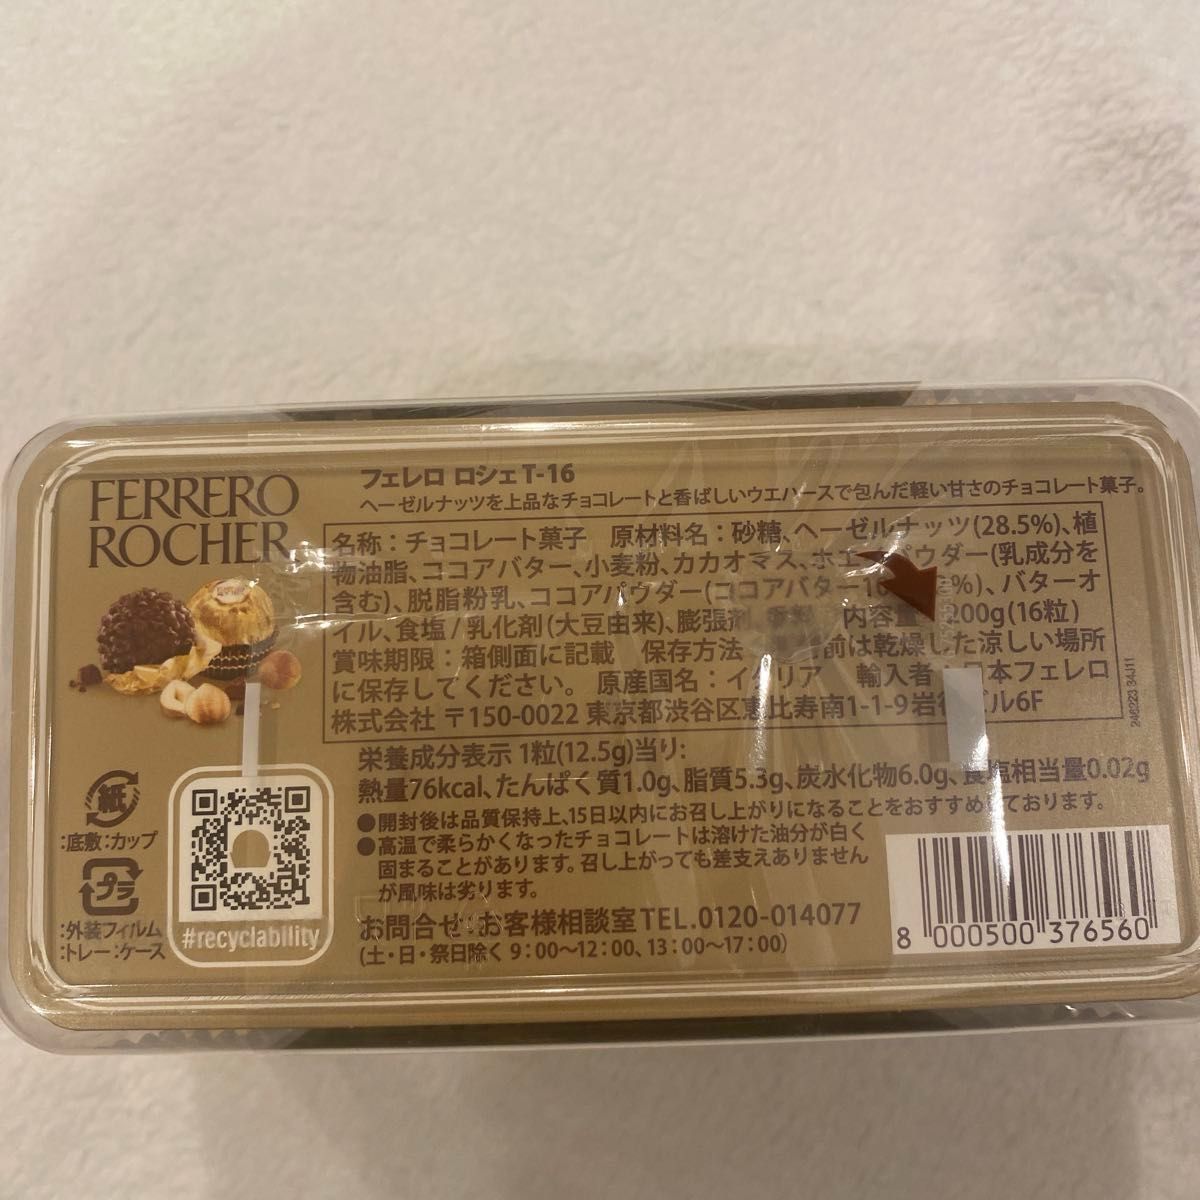 FERRERO
ROCHER
フェレロ ロシェ T-16
ヘーゼルナッツを上品なチョコレートと香ばしいウエハースで包んだ軽い甘さのチョコレート菓子。
名称：チョコレート菓子 原材料名：砂糖、ヘーゼルナッツ(28.5%)、植
物油脂、ココアバター、小麦粉、カカオマス、ホエ パウダー(乳成分を
含む)、脱脂粉乳、ココアパウダー(ココアバター %)、バターオ
イル、食塩/乳化剤(大豆由来)、膨張剤、 内容量 200g(16粒)
賞味期限：箱側面に記載 保存方法 前は乾燥した涼しい場所
に保存してください。 原産国名：イタリア 輸入者 本フェレロ
株式会社 〒150-0022 東京都渋谷区恵比寿南1-1-9岩 ビル6F
246223 34J11
栄養成分表示 1粒(12.5g)当り:
熱量76kcal、たんぱく質1.0g、脂質5.3g、炭水化物6.0g、食塩相当量0.02g
●開封後は品質保持上、15日以内にお召し上がりになることをおすすめ ております。
●高温で柔らかくなったチョコレートは溶けた油分が白く
固まることがあります。召し上がっても差支えありません
が風味は劣ります。
お問合せ:お客様相談室 TEL.0120-014077
(土・日・祭日除く 9：00～12：00、13：00～17：00)
紙
:底敷:カップ
プラ
:外装フィルム
:トレー:ケース
#recyclability
8 000500 376560